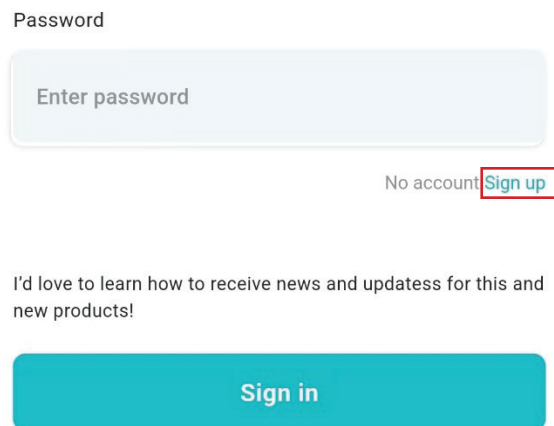 Password
Enter password
No account Sign up
I'd love to learn how to receive news and updatess for this and
new products!
Sign in